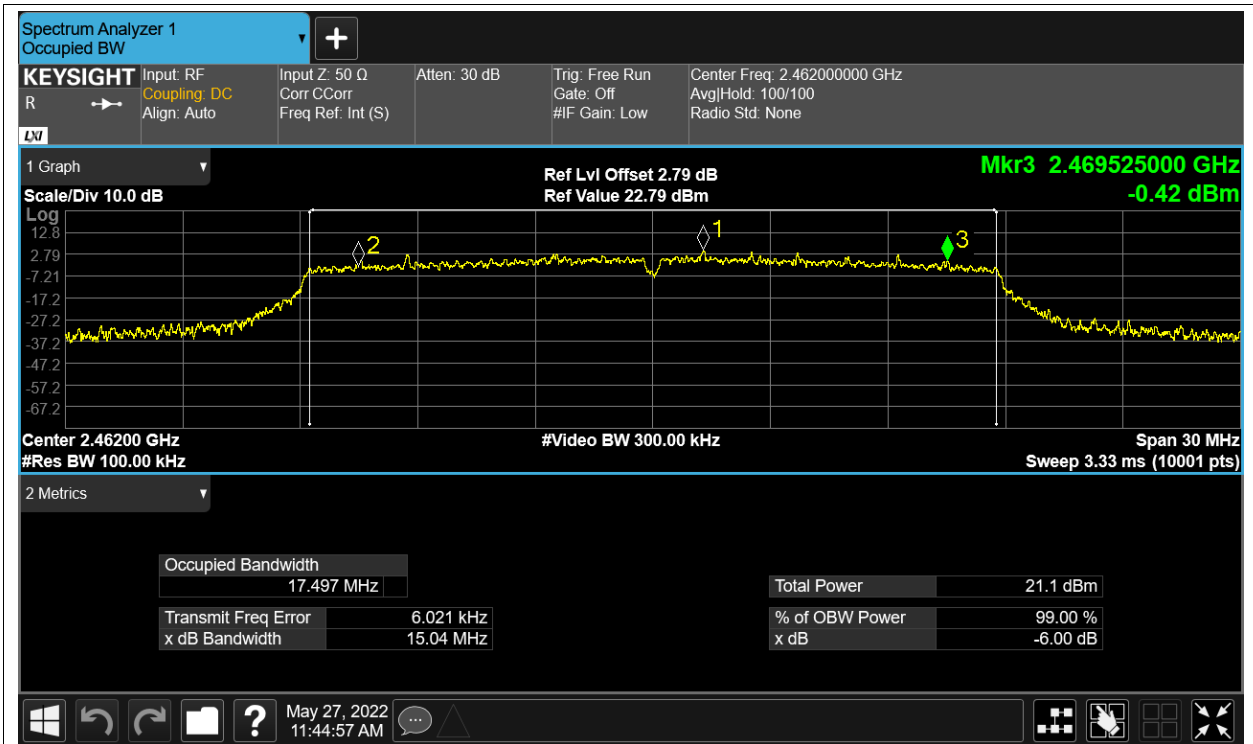 Spectrum Analyzer 1
Occupied BW
▼
+
KEYSIGHT
R
LXI
Input: RF
Coupling: DC
Align: Auto
Input Z: 50 Ω
Corr CCorr
Freq Ref: Int (S)
Atten: 30 dB
Trig: Free Run
Gate: Off
#IF Gain: Low
Center Freq: 2.462000000 GHz
Avg|Hold: 100/100
Radio Std: None
1 Graph ▼
Scale/Div 10.0 dB
Ref Lvl Offset 2.79 dB
Ref Value 22.79 dBm
Mkr3 2.469525000 GHz
-0.42 dBm
Log
12.8
2.79
-7.21
-17.2
-27.2
-37.2
-47.2
-57.2
-67.2
2
1
3
Center 2.46200 GHz
#Res BW 100.00 kHz
#Video BW 300.00 kHz
Span 30 MHz
Sweep 3.33 ms (10001 pts)
2 Metrics ▼
Occupied Bandwidth
17.497 MHz
Transmit Freq Error 6.021 kHz
x dB Bandwidth 15.04 MHz
Total Power 21.1 dBm
% of OBW Power 99.00 %
x dB -6.00 dB
?
May 27, 2022
11:44:57 AM